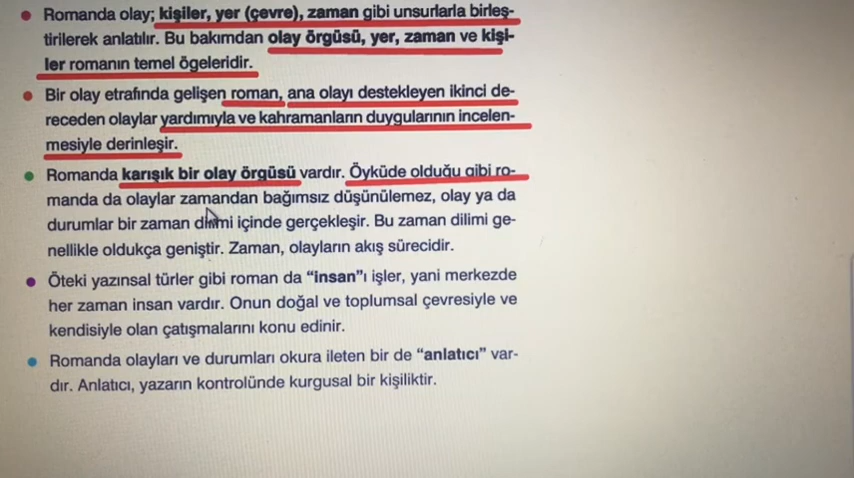 Romanda olay; kişiler, yer (çevre), zaman gibi unsurlarla birleş-
tirilerek anlatılır. Bu bakımdan olay örgüsü, yer, zaman ve kişi-
ler romanın temel ögeleridir.
Bir olay etrafında gelişen roman, ana olayı destekleyen ikinci de-
receden olaylar yardımıyla ve kahramanların duygularının incelen-
mesiyle derinleşir.
Romanda karışık bir olay örgüsü vardır. Öyküde olduğu gibi ro-
manda da olaylar zamandan bağımsız düşünülemez, olay ya da
durumlar bir zaman dilimi içinde gerçekleşir. Bu zaman dilimi ge-
nellikle oldukça geniştir. Zaman, olayların akış sürecidir.
Öteki yazınsal türler gibi roman da “insan”ı işler, yani merkezde
her zaman insan vardır. Onun doğal ve toplumsal çevresiyle ve
kendisiyle olan çatışmalarını konu edinir.
Romanda olayları ve durumları okura ileten bir de “anlatıcı” var-
dır. Anlatıcı, yazarın kontrolünde kurgusal bir kişiliktir.